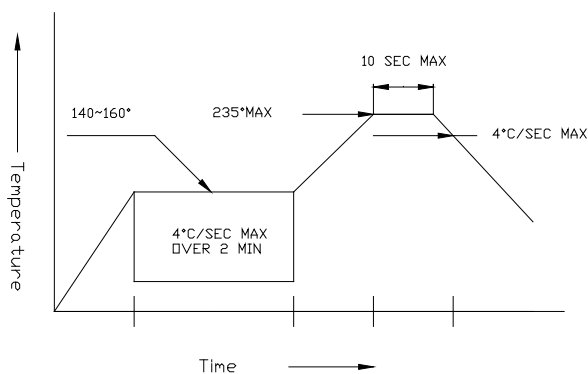 10 SEC MAX
140~160°
235°MAX
4°C/SEC MAX
Temperature
4°C/SEC MAX
OVER 2 MIN
Time